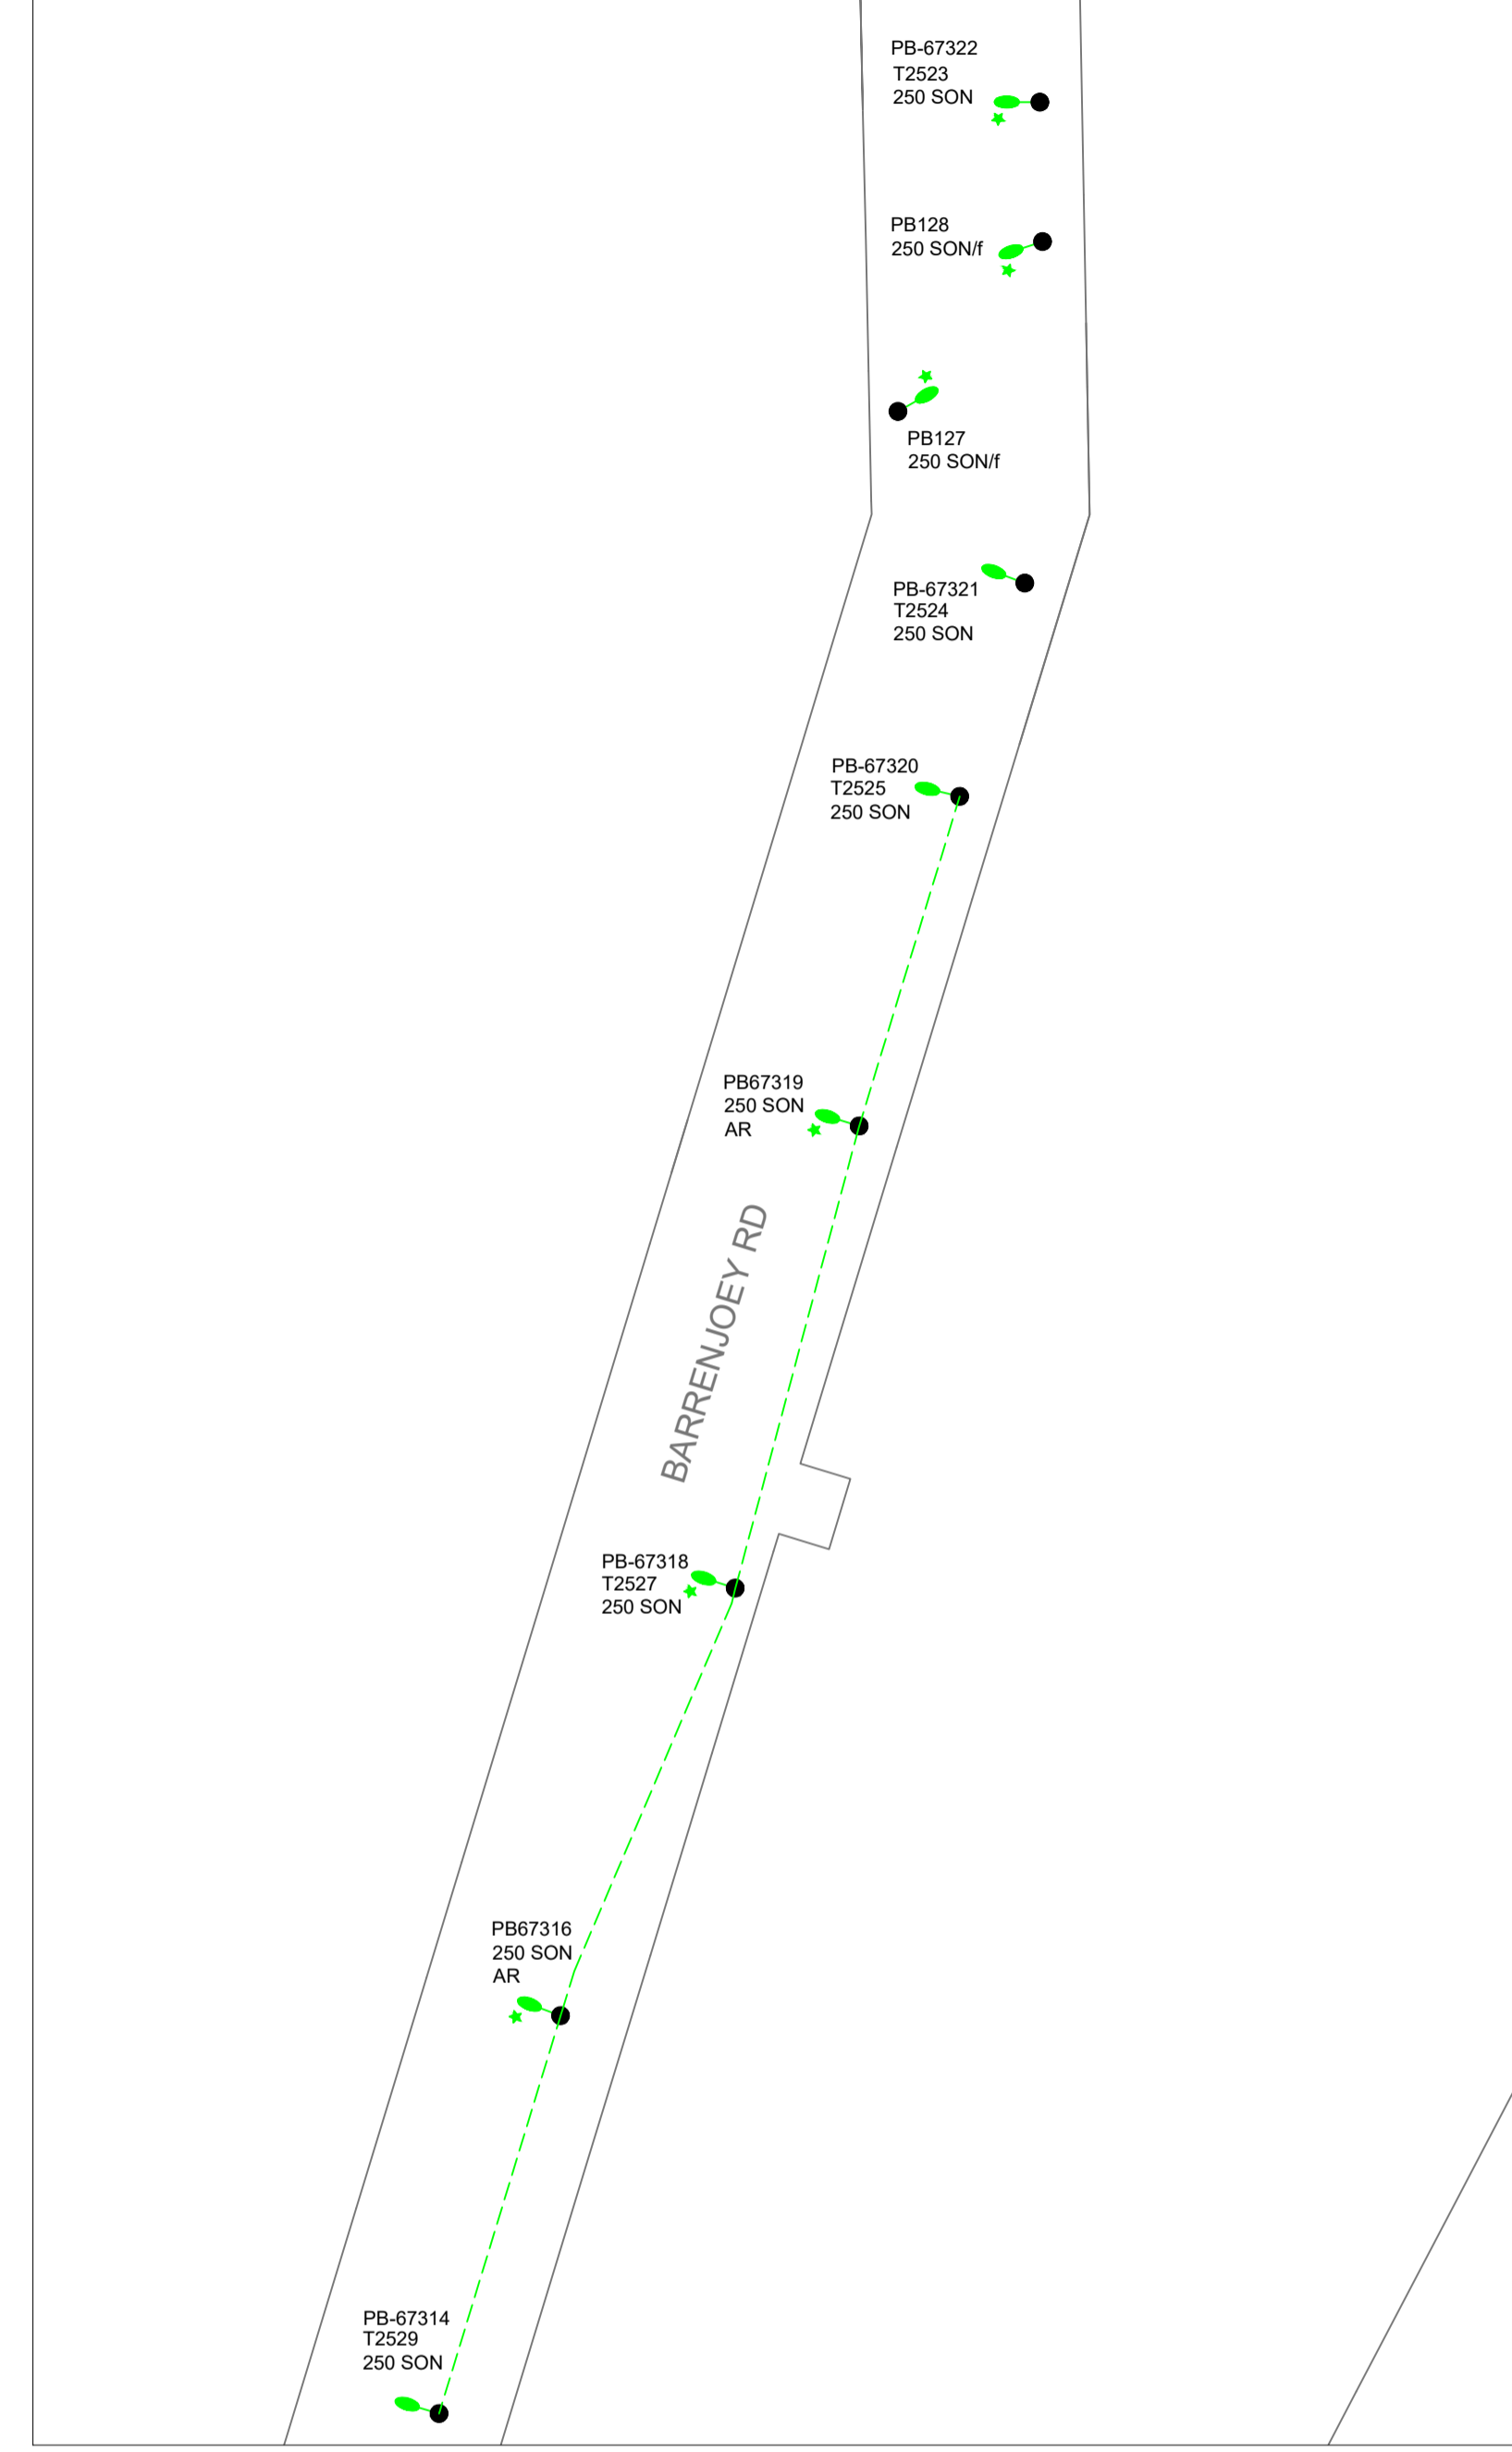 PB-67322
T2523
250 SON
PB128
250 SON/f
PB127
250 SON/f
PB-67321
T2524
250 SON
PB-67320
T2525
250 SON
PB67319
250 SON
AR
BARRENJOEY RD
PB-67318
T2527
250 SON
PB67316
250 SON
AR
PB-67314
T2529
250 SON